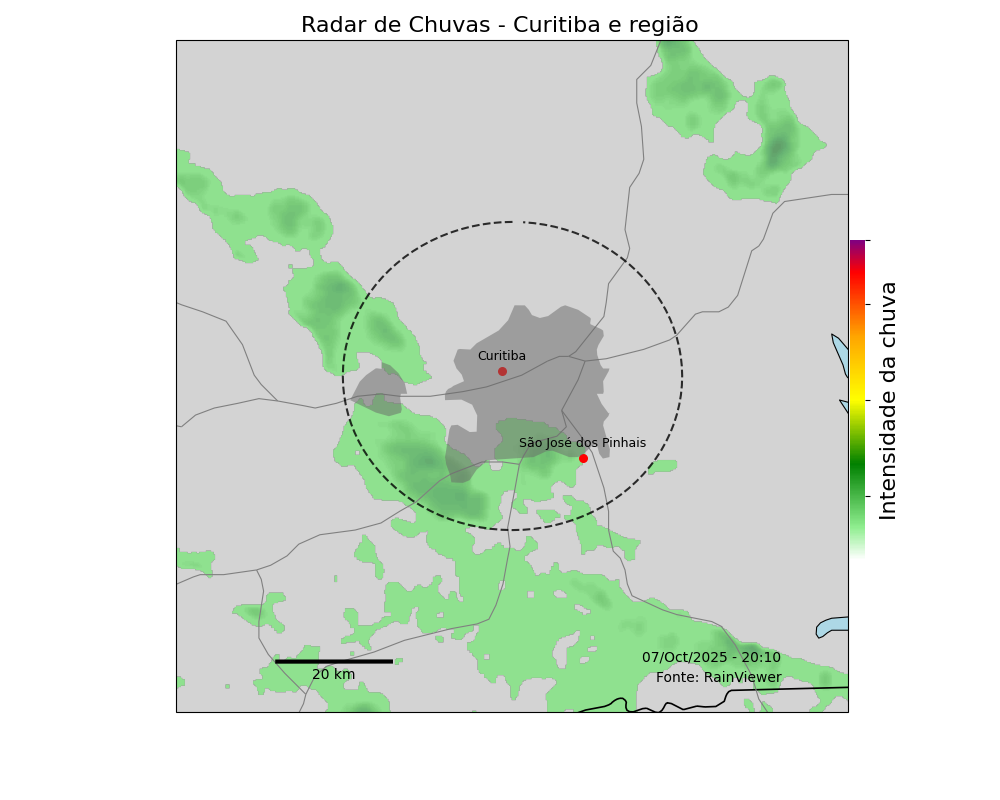 Radar de Chuvas - Curitiba e região
Curitiba
São José dos Pinhais
Intensidade da chuva
07/Oct/2025 - 20:10
Fonte: RainViewer
20 km